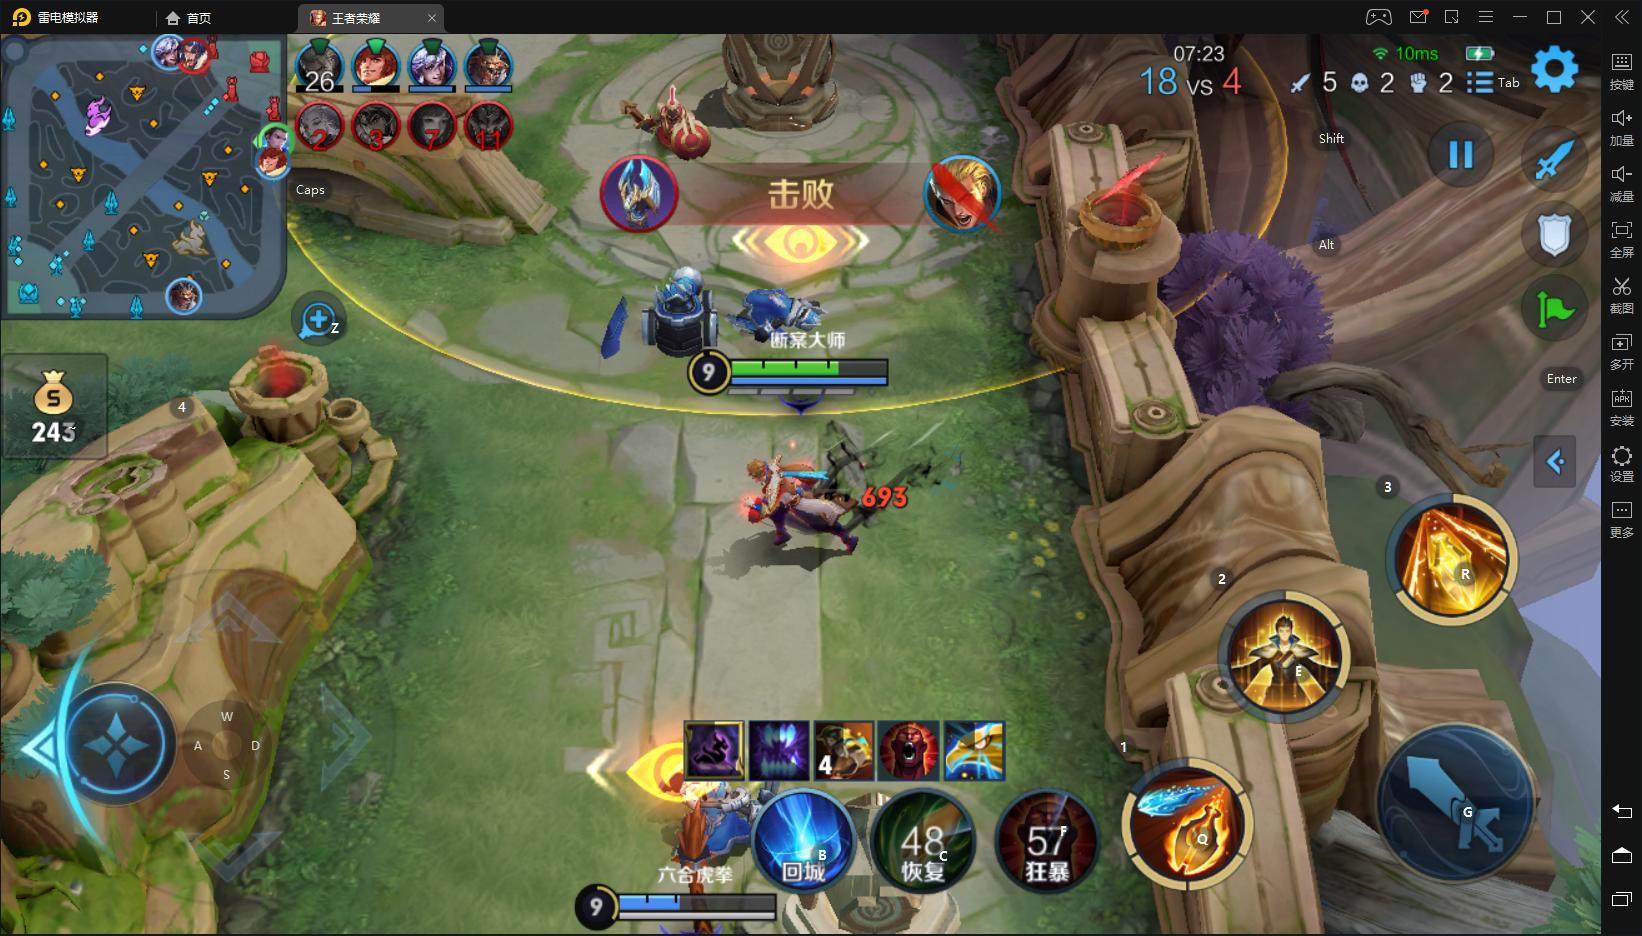 雷电模拟器
首页
王者荣耀
26
2
3
7
11
Caps
07:23
18 vs 4
10ms
5
2
2
Tab
Shift
Alt
Enter
击败
Z
243
4
断案大师
9
693
3
R
2
E
1
Q
G
W
A
D
S
4
B
回城
48
C
恢复
57
F
狂暴
六合虎拳
9
按键
加量
减量
全屏
截图
多开
APK
安装
设置
更多